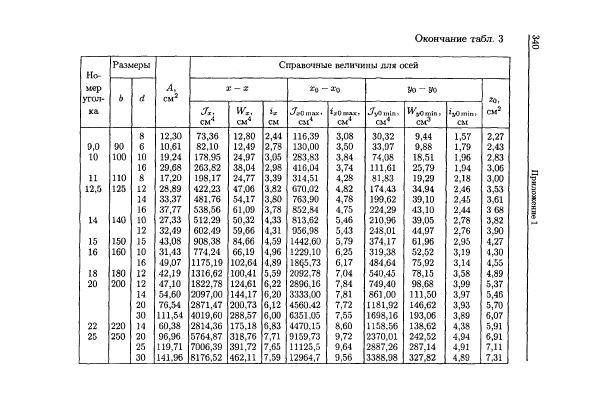 Окончание табл. 3
340
Приложение 1
Но-мер угол-ка | Размеры | A, см² | Справочные величины для осей | z₀, см²
b | d | x – x | x₀ – x₀ | y₀ – y₀
Jₓ, см⁴ | Wₓ, см⁴ | iₓ см | Jx0 max, см⁴ | ix0 max, см | Jy0 min, см⁴ | Wy0 min, см³ | iy0 min, см
8 12,30 73,36 12,80 2,44 116,39 3,08 30,32 9,44 1,57 2,27
9,0 90 6 10,61 82,10 12,49 2,78 130,00 3,50 33,97 9,88 1,79 2,43
10 100 10 19,24 178,95 24,97 3,05 283,83 3,84 74,08 18,51 1,96 2,83
16 29,68 263,82 38,04 2,98 416,04 3,74 111,61 25,79 1,94 3,06
11 110 8 17,20 198,17 24,77 3,39 314,51 4,28 81,83 19,29 2,18 3,00
12,5 125 12 28,89 422,23 47,06 3,82 670,02 4,82 174,43 34,94 2,46 3,53
14 33,37 481,76 54,17 3,80 763,90 4,78 199,62 39,10 2,45 3,61
16 37,77 538,56 61,09 3,78 852,84 4,75 224,29 43,10 2,44 3 68
14 140 10 27,33 512,29 50,32 4,33 813,62 5,46 210,96 39,05 2,78 3,82
12 32,49 602,49 59,66 4,31 956,98 5,43 248,01 44,97 2,76 3,90
15 150 15 43,08 908,38 84,66 4,59 1442,60 5,79 374,17 61,96 2,95 4,27
16 160 10 31,43 774,24 66,19 4,96 1229,10 6,25 319,38 52,52 3,19 4,30
16 49,07 1175,19 102,64 4,89 1865,73 6,17 484,64 75,92 3,14 4,55
18 180 12 42,19 1316,62 100,41 5,59 2092,78 7,04 540,45 78,15 3,58 4,89
20 200 12 47,10 1822,78 124,61 6,22 2896,16 7,84 749,40 98,68 3,99 5,37
14 54,60 2097,00 144,17 6,20 3333,00 7,81 861,00 111,50 3,97 5,46
20 76,54 2871,47 200,73 6,12 4560,42 7,72 1181,92 146,62 3,93 5,70
30 111,54 4019,60 288,57 6,00 6351,05 7,55 1698,16 193,06 3,89 6,07
22 220 14 60,38 2814,36 175,18 6,83 4470,15 8,60 1158,56 138,62 4,38 5,91
25 250 20 96,96 5764,87 318,76 7,71 9159,73 9,72 2370,01 242,52 4,94 6,91
25 119,71 7006,39 391,72 7,65 11125,5 9,64 2887,26 287,14 4,91 7,11
30 141,96 8176,52 462,11 7,59 12964,7 9,56 3388,98 327,82 4,89 7,31